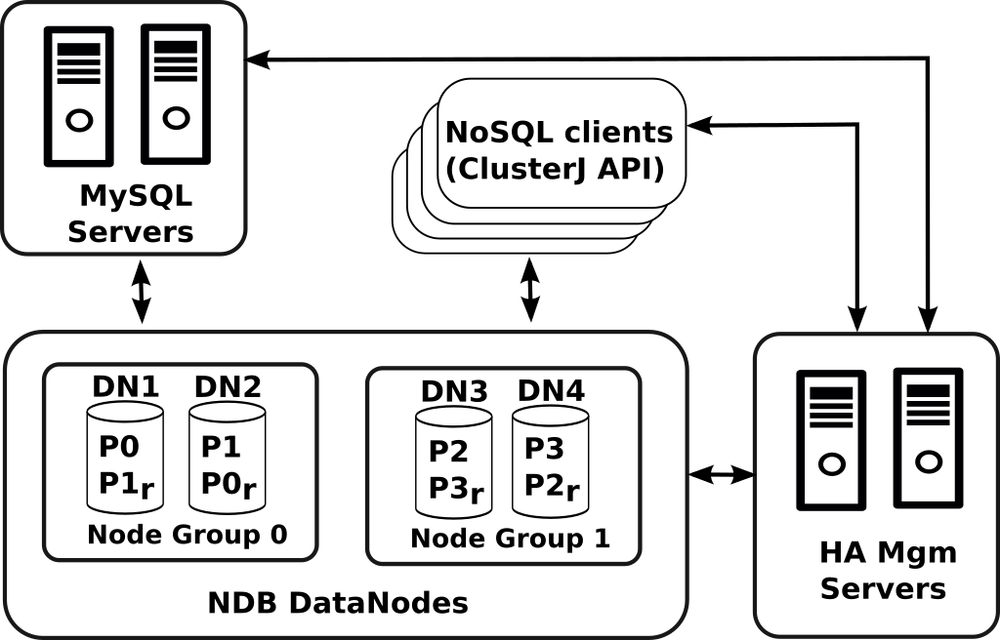 MySQL
Servers
NoSQL clients
(ClusterJ API)
DN1 DN2
P0
P1r
P1
P0r
Node Group 0
DN3 DN4
P2
P3r
P3
P2r
Node Group 1
NDB DataNodes
HA Mgm
Servers